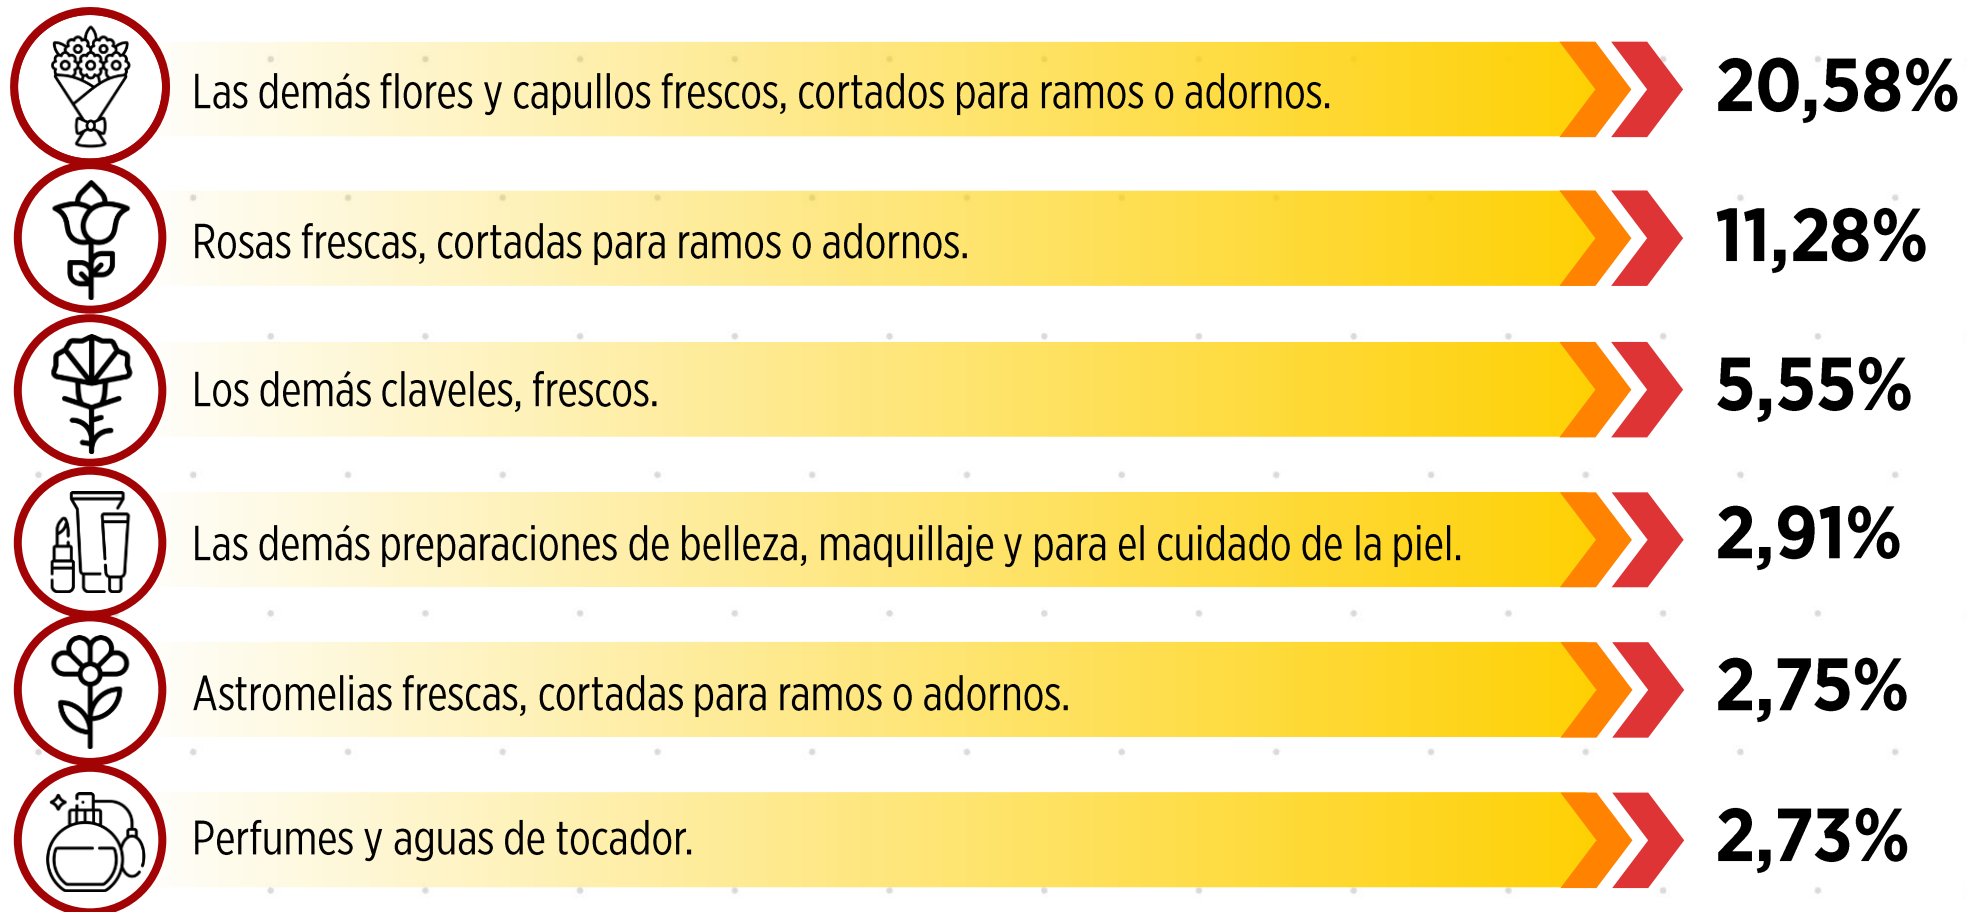 Las demás flores y capullos frescos, cortados para ramos o adornos. 20,58%
Rosas frescas, cortadas para ramos o adornos. 11,28%
Los demás claveles, frescos. 5,55%
Las demás preparaciones de belleza, maquillaje y para el cuidado de la piel. 2,91%
Astromelias frescas, cortadas para ramos o adornos. 2,75%
Perfumes y aguas de tocador. 2,73%